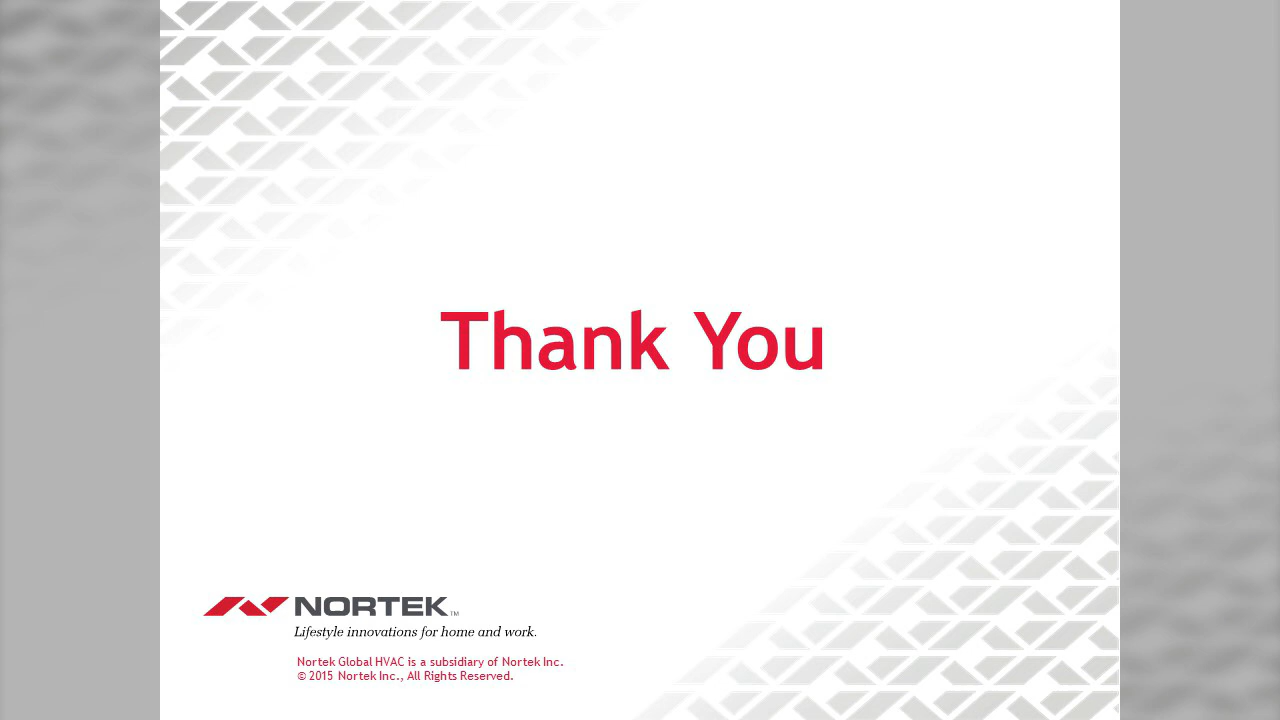 Thank You
NORTEK™
Lifestyle innovations for home and work.
Nortek Global HVAC is a subsidiary of Nortek Inc.
© 2015 Nortek Inc., All Rights Reserved.